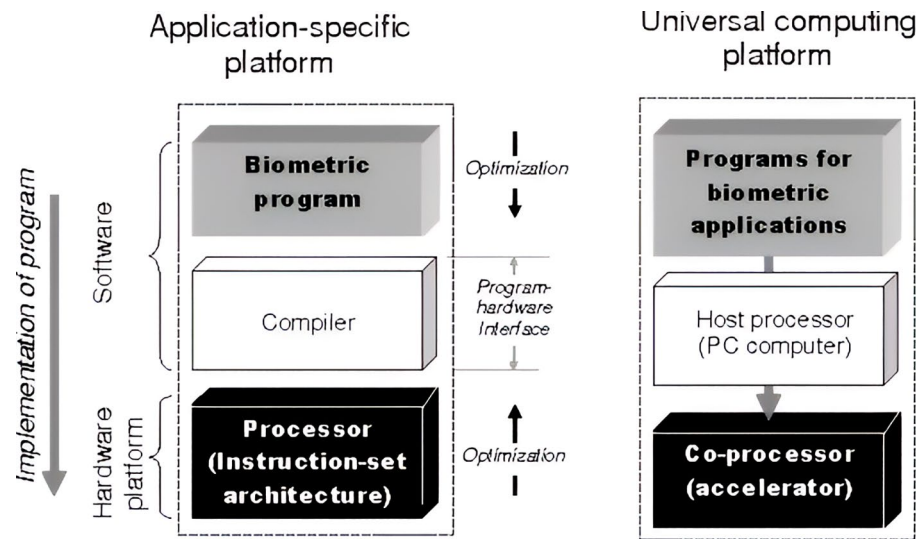 Application-specific
platform
Universal computing
platform
Implementation of program
Software
Hardware
platform
Biometric
program
Compiler
Processor
(Instruction-set
architecture)
Optimization
Program-
hardware
Interface
Optimization
Programs for
biometric
applications
Host processor
(PC computer)
Co-processor
(accelerator)